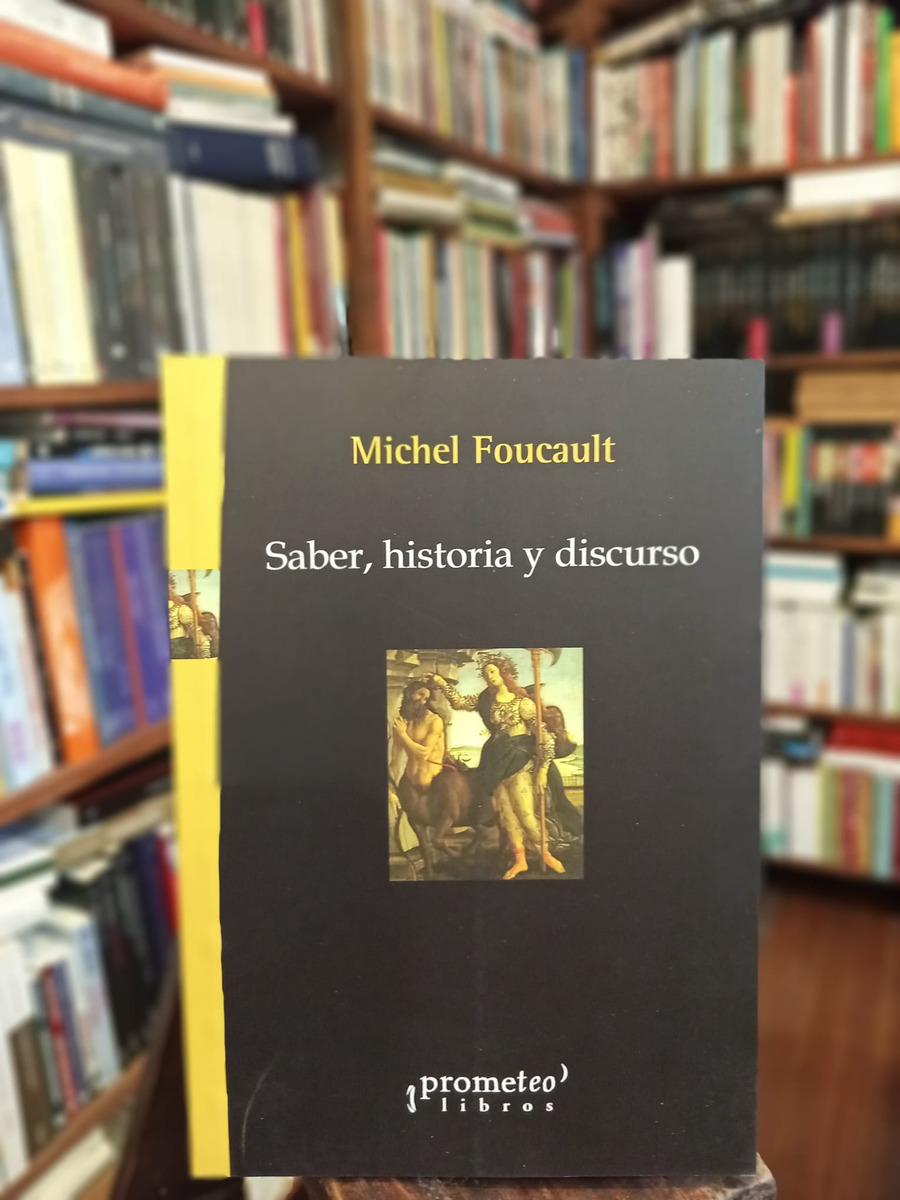 Michel Foucault
Saber, historia y discurso
prometeo
libros